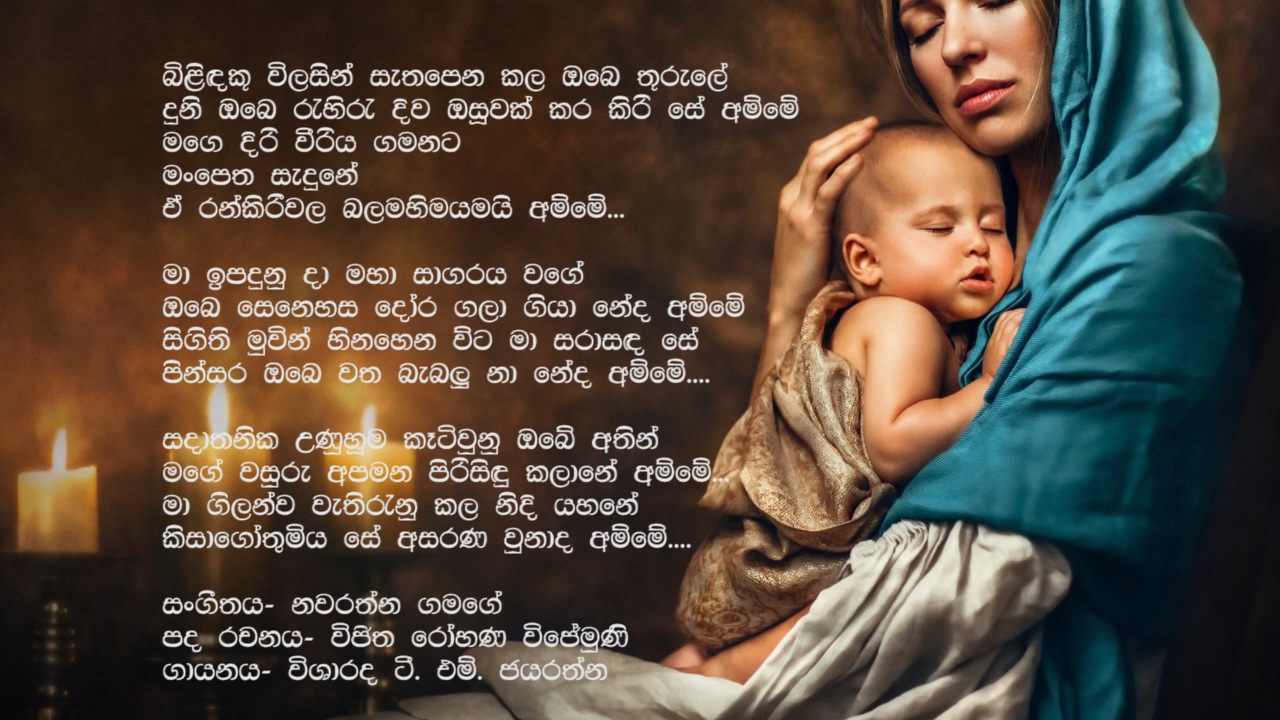 බිළිඳකු විලසින් සැතපෙන කල ඔබෙ තුරුලේ
දුනි ඔබෙ රැහිරැ දිව ඔසුවක් කර කිරි සේ අම්මේ
මගෙ දිරි වීරිය ගමනට
මංපෙත සැදුනේ
ඒ රන්කිරිවල බලමහිමයමයි අම්මේ...
මා ඉපදුනු දා මහා සාගරය වගේ
ඔබෙ සෙනෙහස දෝර ගලා ගියා නේද අම්මේ
සිගිති මුවින් හිනහෙන විට මා සරාසඳ සේ
පින්සර ඔබෙ වත බැබලු නා නේද අම්මේ....
සදාතනික උණුහුම කැටිවුනු ඔබේ අතින්
මගේ වසුරු අපමන පිරිසිඳු කලානේ අම්මේ...
මා ගිලන්ව වැතිරැනු කල නිදි යහනේ
කිසාගෝතුමිය සේ අසරණ වුනාද අම්මේ....
සංගීතය- නවරත්න ගමගේ
පද රචනය- විජිත රෝහණ විජේමුණි
ගායනය- විශාරද ටී. එම්. ජයරත්න